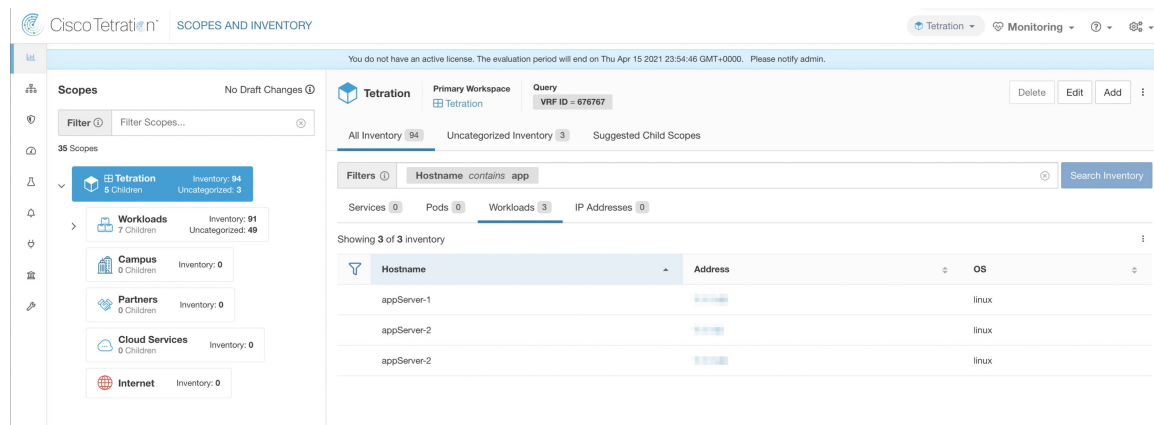 Cisco Tetration™ SCOPES AND INVENTORY
Tetration Monitoring
You do not have an active license. The evaluation period will end on Thu Apr 15 2021 23:54:46 GMT+0000. Please notify admin.
Scopes No Draft Changes
Filter Filter Scopes...
35 Scopes
Tetration Inventory: 94
5 Children Uncategorized: 3
Workloads Inventory: 91
7 Children Uncategorized: 49
Campus
0 Children Inventory: 0
Partners
0 Children Inventory: 0
Cloud Services
0 Children Inventory: 0
Internet Inventory: 0
Tetration
Primary Workspace
Tetration
Query
VRF ID = 676767
Delete Edit Add
All Inventory 94 Uncategorized Inventory 3 Suggested Child Scopes
Filters Hostname contains app Search Inventory
Services 0 Pods 0 Workloads 3 IP Addresses 0
Showing 3 of 3 inventory
Hostname Address OS
appServer-1 linux
appServer-2 linux
appServer-2 linux